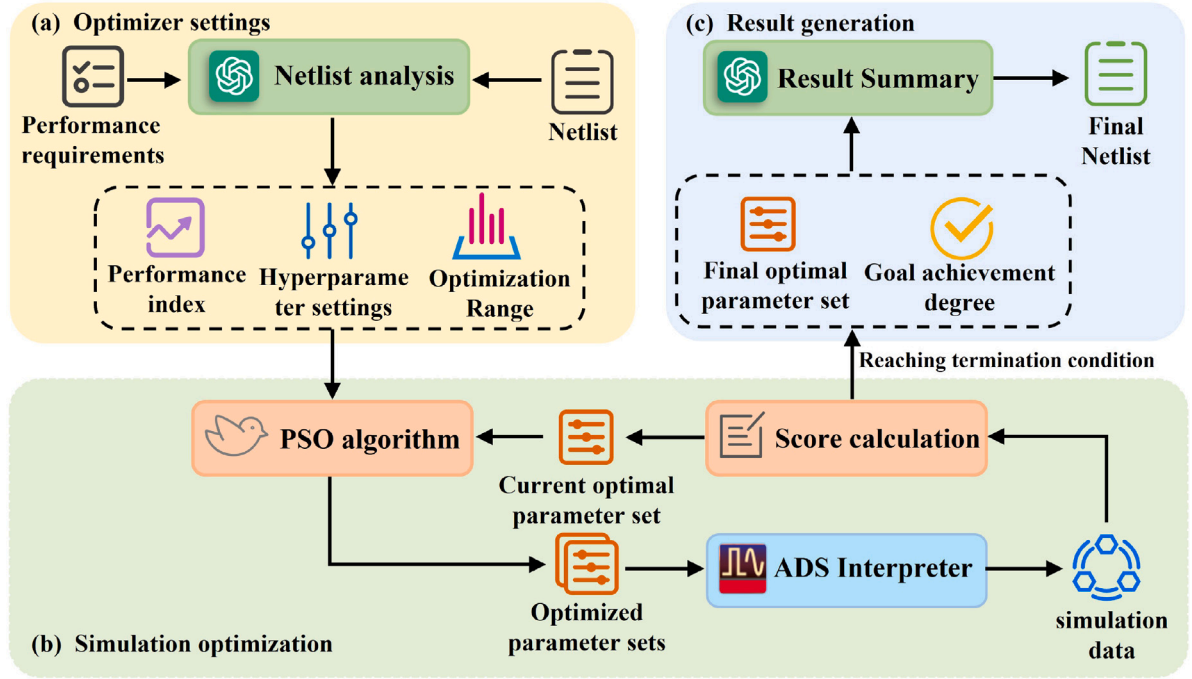 (a) Optimizer settings
Netlist analysis
Performance
requirements
Netlist
Performance
index
Hyperparame
ter settings
Optimization
Range
(c) Result generation
Result Summary
Final
Netlist
Final optimal
parameter set
Goal achievement
degree
Reaching termination condition
PSO algorithm
Current optimal
parameter set
Score calculation
Optimized
parameter sets
ADS Interpreter
simulation
data
(b) Simulation optimization